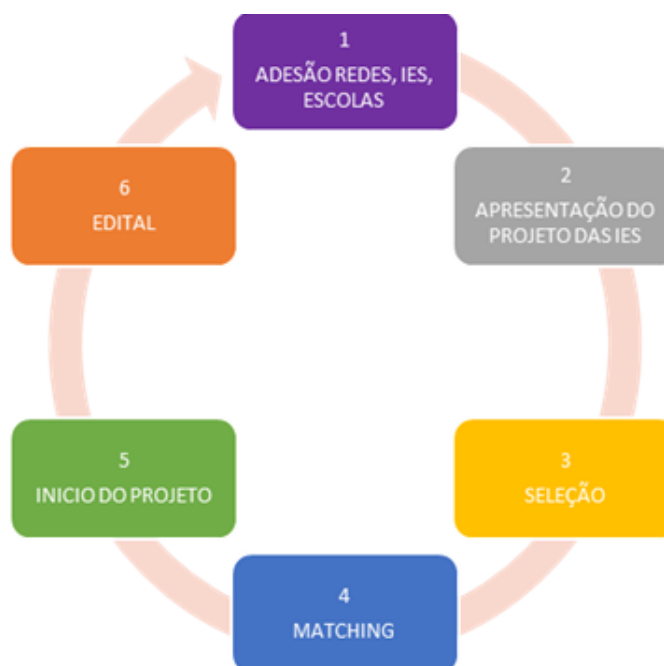 1
ADESÃO REDES, IES,
ESCOLAS
2
APRESENTAÇÃO DO
PROJETO DAS IES
3
SELEÇÃO
4
MATCHING
5
INICIO DO PROJETO
6
EDITAL